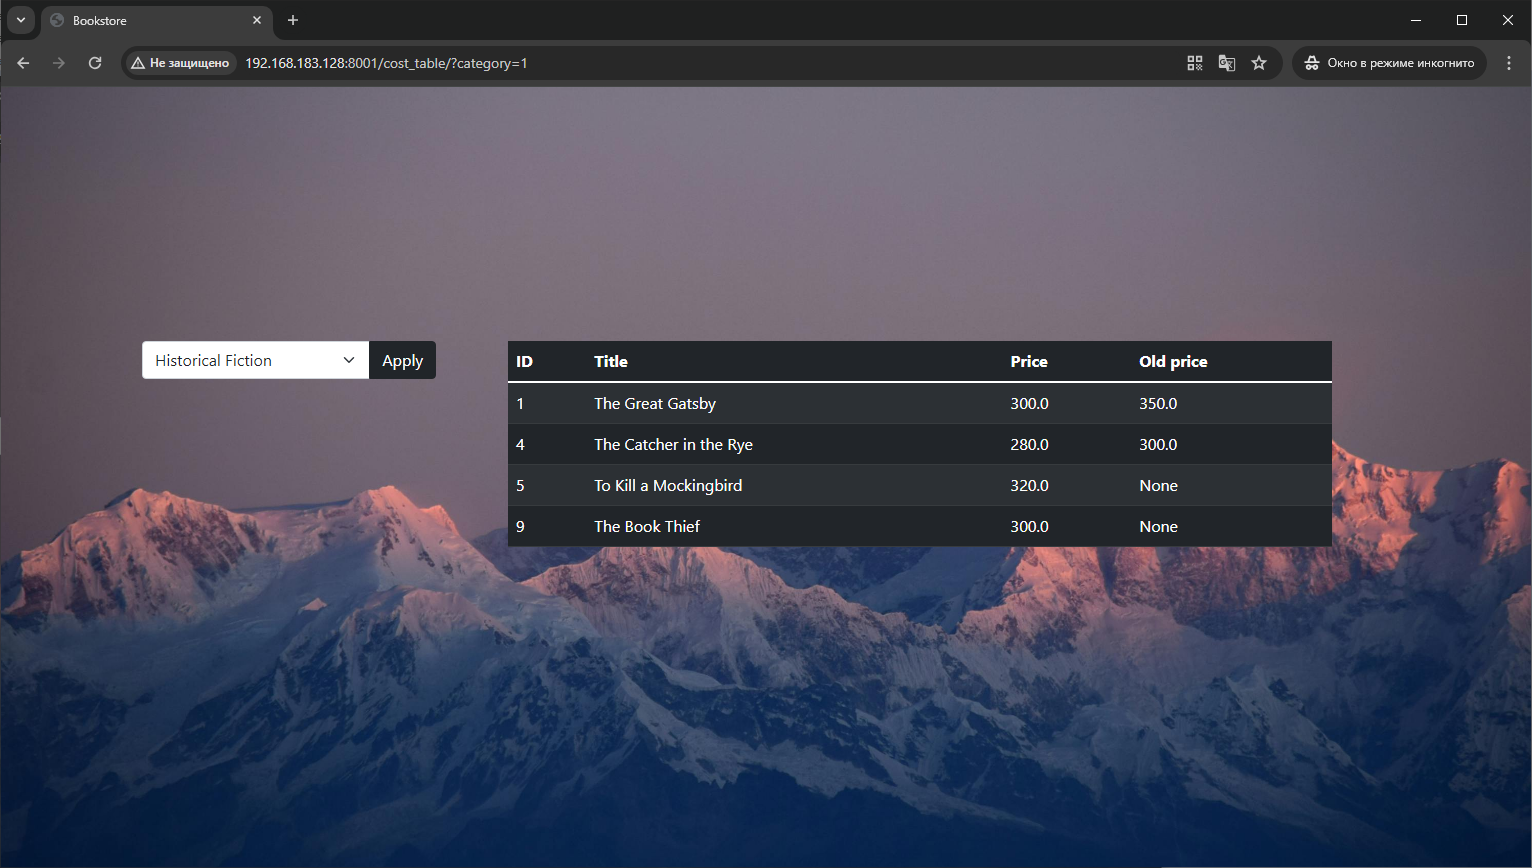 Bookstore
Не защищено 192.168.183.128:8001/cost_table/?category=1 Окно в режиме инкогнито
Historical Fiction Apply
ID Title Price Old price
1 The Great Gatsby 300.0 350.0
4 The Catcher in the Rye 280.0 300.0
5 To Kill a Mockingbird 320.0 None
9 The Book Thief 300.0 None